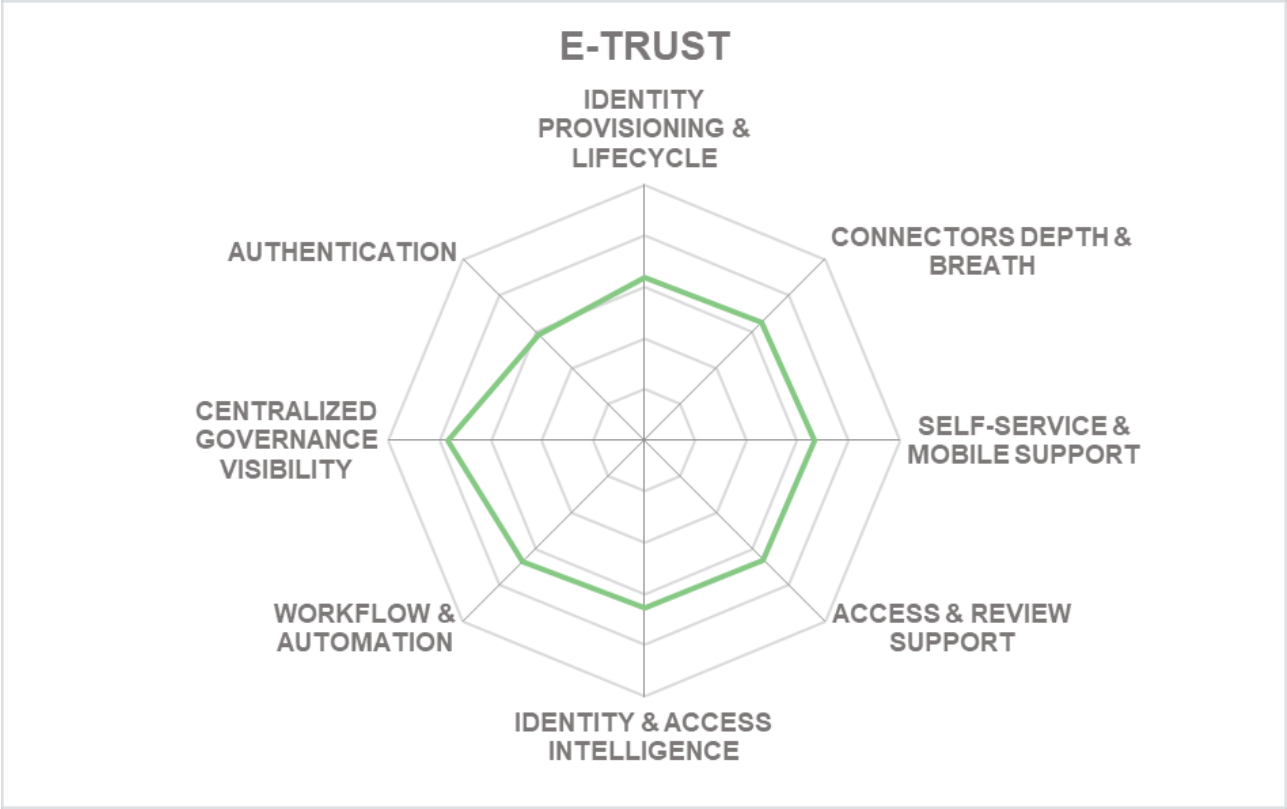 E-TRUST
IDENTITY
PROVISIONING &
LIFECYCLE
CONNECTORS DEPTH &
BREATH
SELF-SERVICE &
MOBILE SUPPORT
ACCESS & REVIEW
SUPPORT
IDENTITY & ACCESS
INTELLIGENCE
WORKFLOW &
AUTOMATION
CENTRALIZED
GOVERNANCE
VISIBILITY
AUTHENTICATION